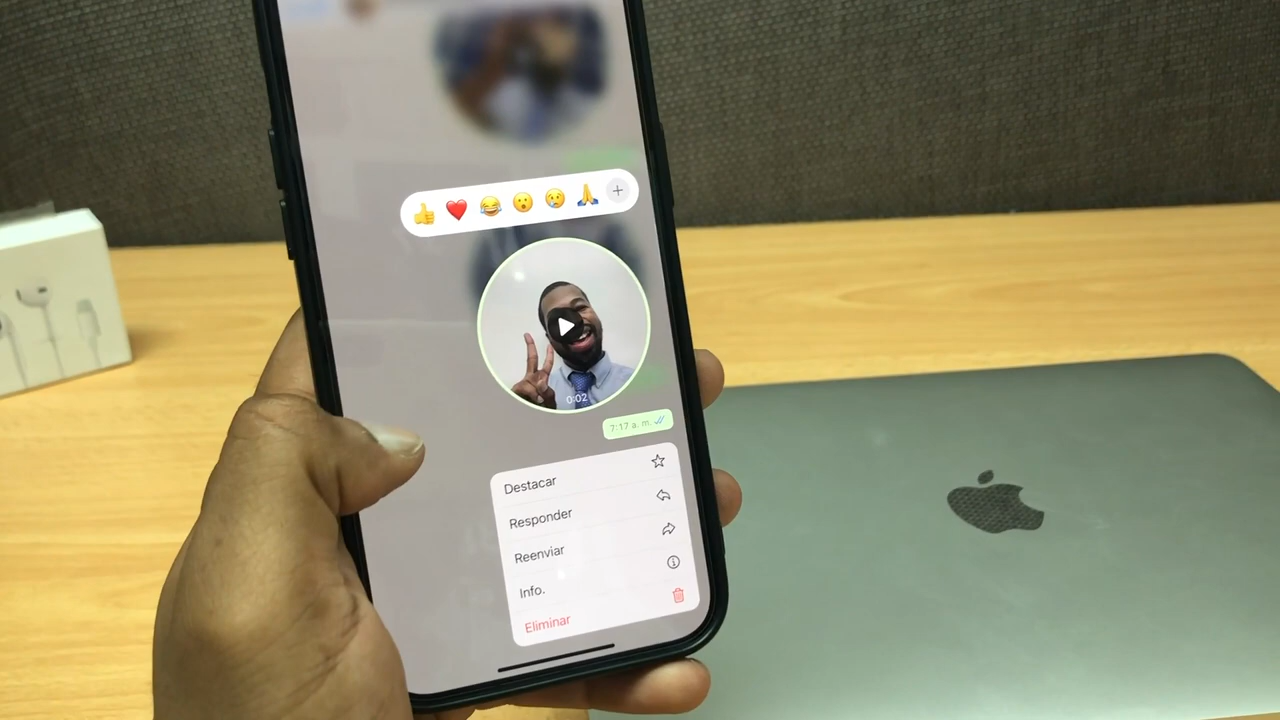 0:02
7:17 a. m.
Destacar
Responder
Reenviar
Info.
Eliminar